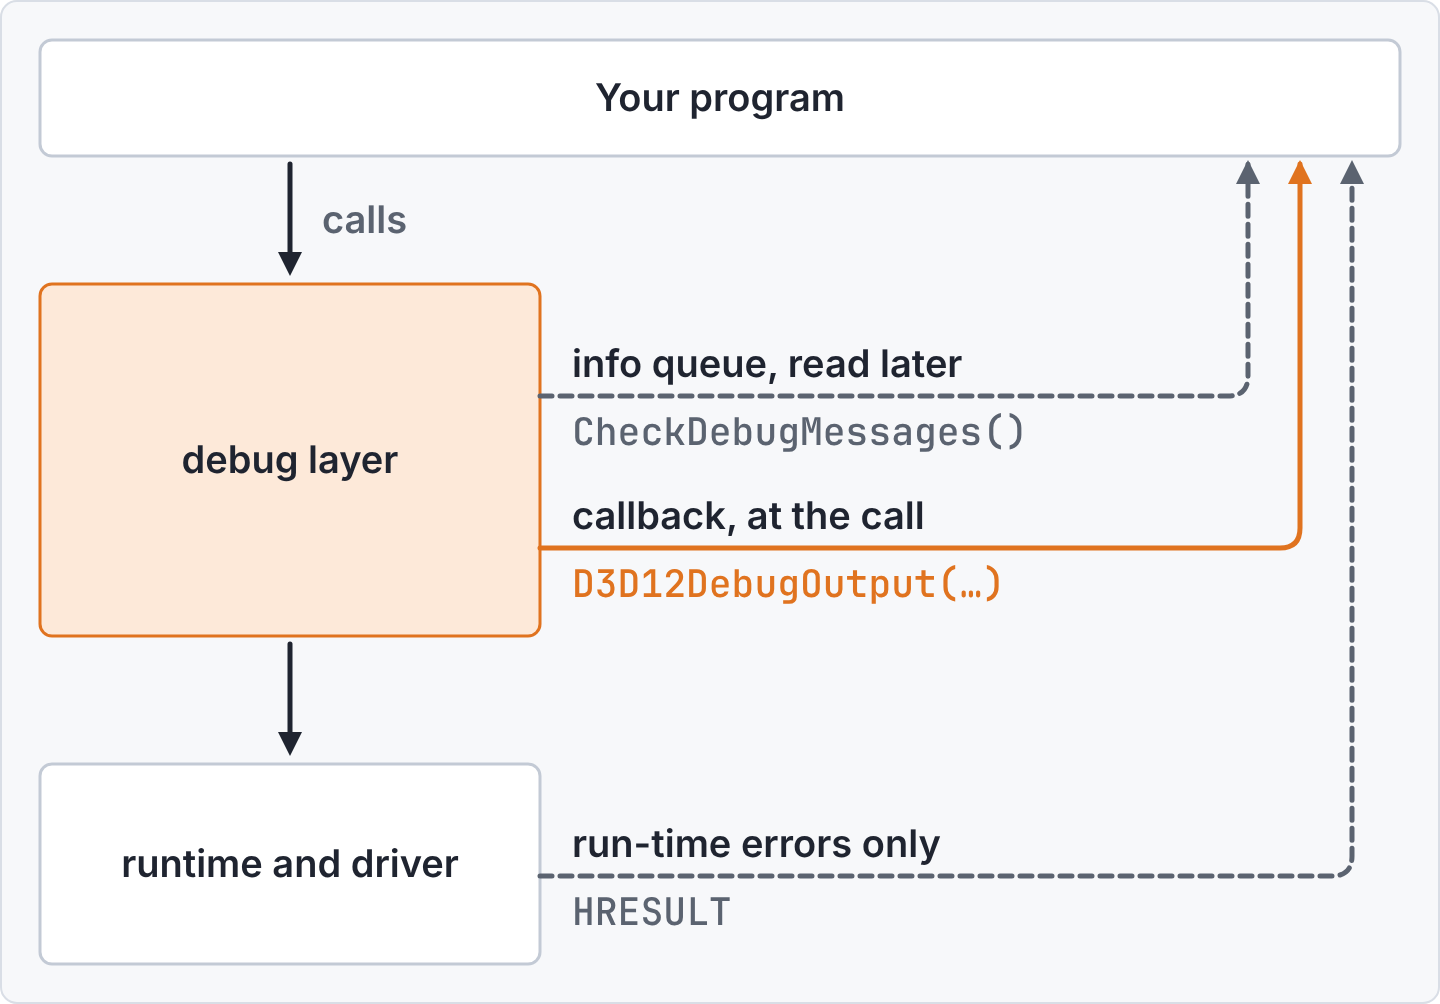 Your program
calls
info queue, read later
CheckDebugMessages()
debug layer
callback, at the call
D3D12DebugOutput(…)
run-time errors only
runtime and driver
HRESULT